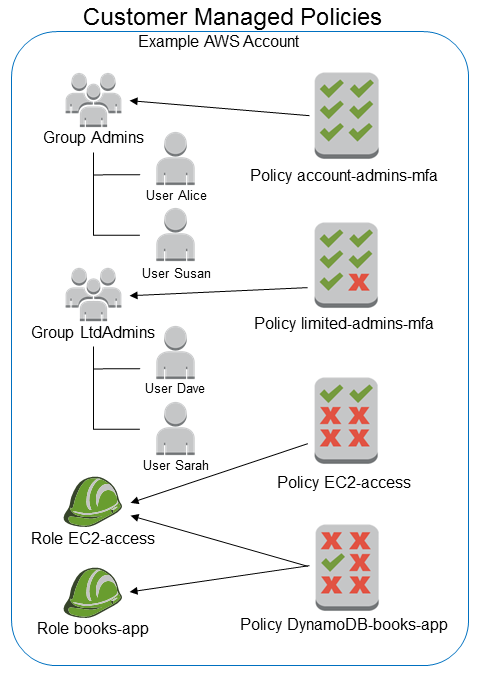 Customer Managed Policies
Example AWS Account
Group Admins
User Alice
Policy account-admins-mfa
User Susan
Group LtdAdmins
Policy limited-admins-mfa
User Dave
User Sarah
Policy EC2-access
Role EC2-access
Role books-app
Policy DynamoDB-books-app